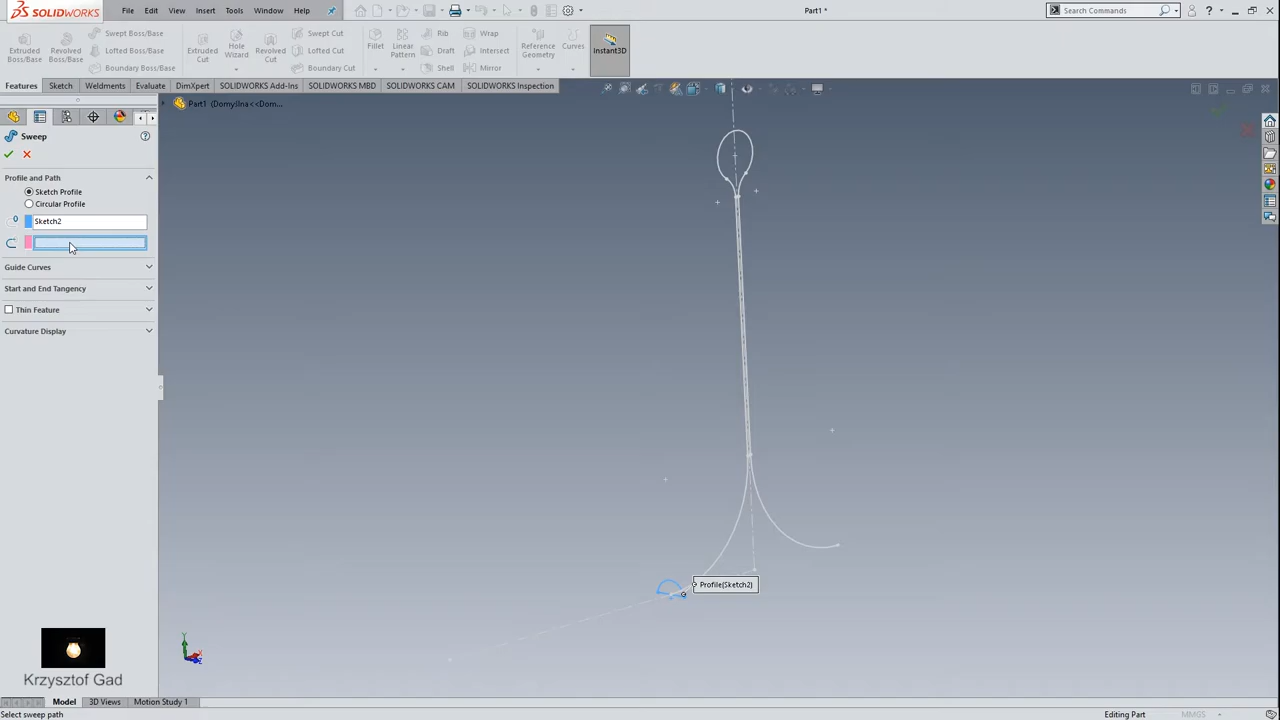 SOLIDWORKS
File
Edit
View
Insert
Tools
Window
Help
Part1 *
Search Commands
Extruded Boss/Base
Revolved Boss/Base
Swept Boss/Base
Lofted Boss/Base
Boundary Boss/Base
Extruded Cut
Hole Wizard
Revolved Cut
Swept Cut
Lofted Cut
Boundary Cut
Fillet
Linear Pattern
Rib
Draft
Shell
Wrap
Intersect
Mirror
Reference Geometry
Curves
Instant3D
Features
Sketch
Weldments
Evaluate
DimXpert
SOLIDWORKS Add-Ins
SOLIDWORKS MBD
SOLIDWORKS CAM
SOLIDWORKS Inspection
Part1 (Domyślna<<Dom...
Sweep
Profile and Path
Sketch Profile
Circular Profile
Sketch2
Guide Curves
Start and End Tangency
Thin Feature
Curvature Display
Profile(Sketch2)
Krzysztof Gad
Model
3D Views
Motion Study 1
Select sweep path
Editing Part
MMGS